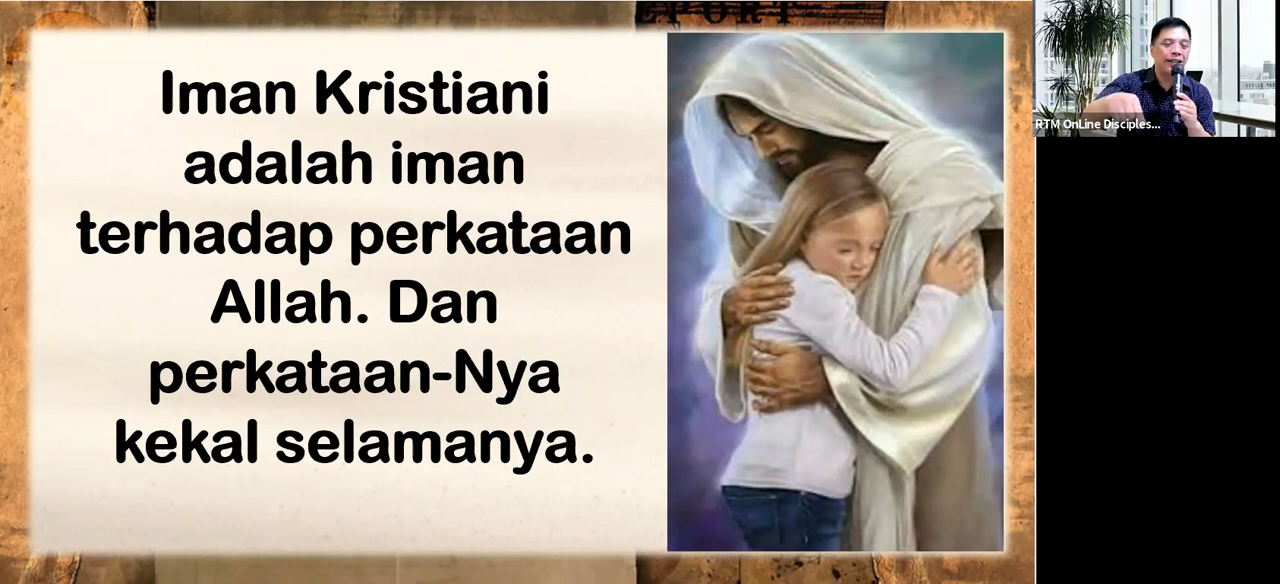 Iman Kristiani
adalah iman
terhadap perkataan
Allah. Dan
perkataan-Nya
kekal selamanya.
RTM OnLine Disciples...